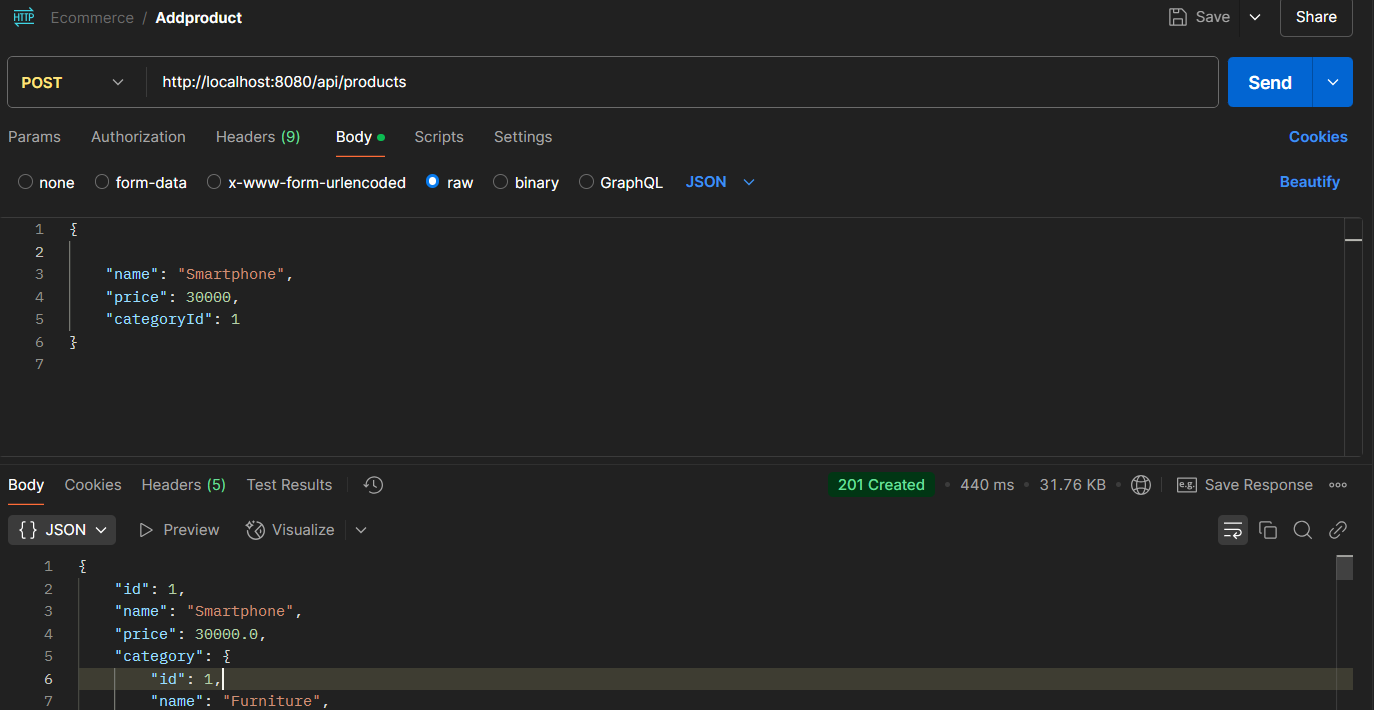 HTTP Ecommerce / Addproduct Save Share
POST http://localhost:8080/api/products Send
Params Authorization Headers (9) Body Scripts Settings Cookies
none form-data x-www-form-urlencoded raw binary GraphQL JSON Beautify
1 {
2
3 "name": "Smartphone",
4 "price": 30000,
5 "categoryId": 1
6 }
7
Body Cookies Headers (5) Test Results 201 Created • 440 ms • 31.76 KB • e.g. Save Response
{} JSON Preview Visualize
1 {
2 "id": 1,
3 "name": "Smartphone",
4 "price": 30000.0,
5 "category": {
6 "id": 1,
7 "name": "Furniture",